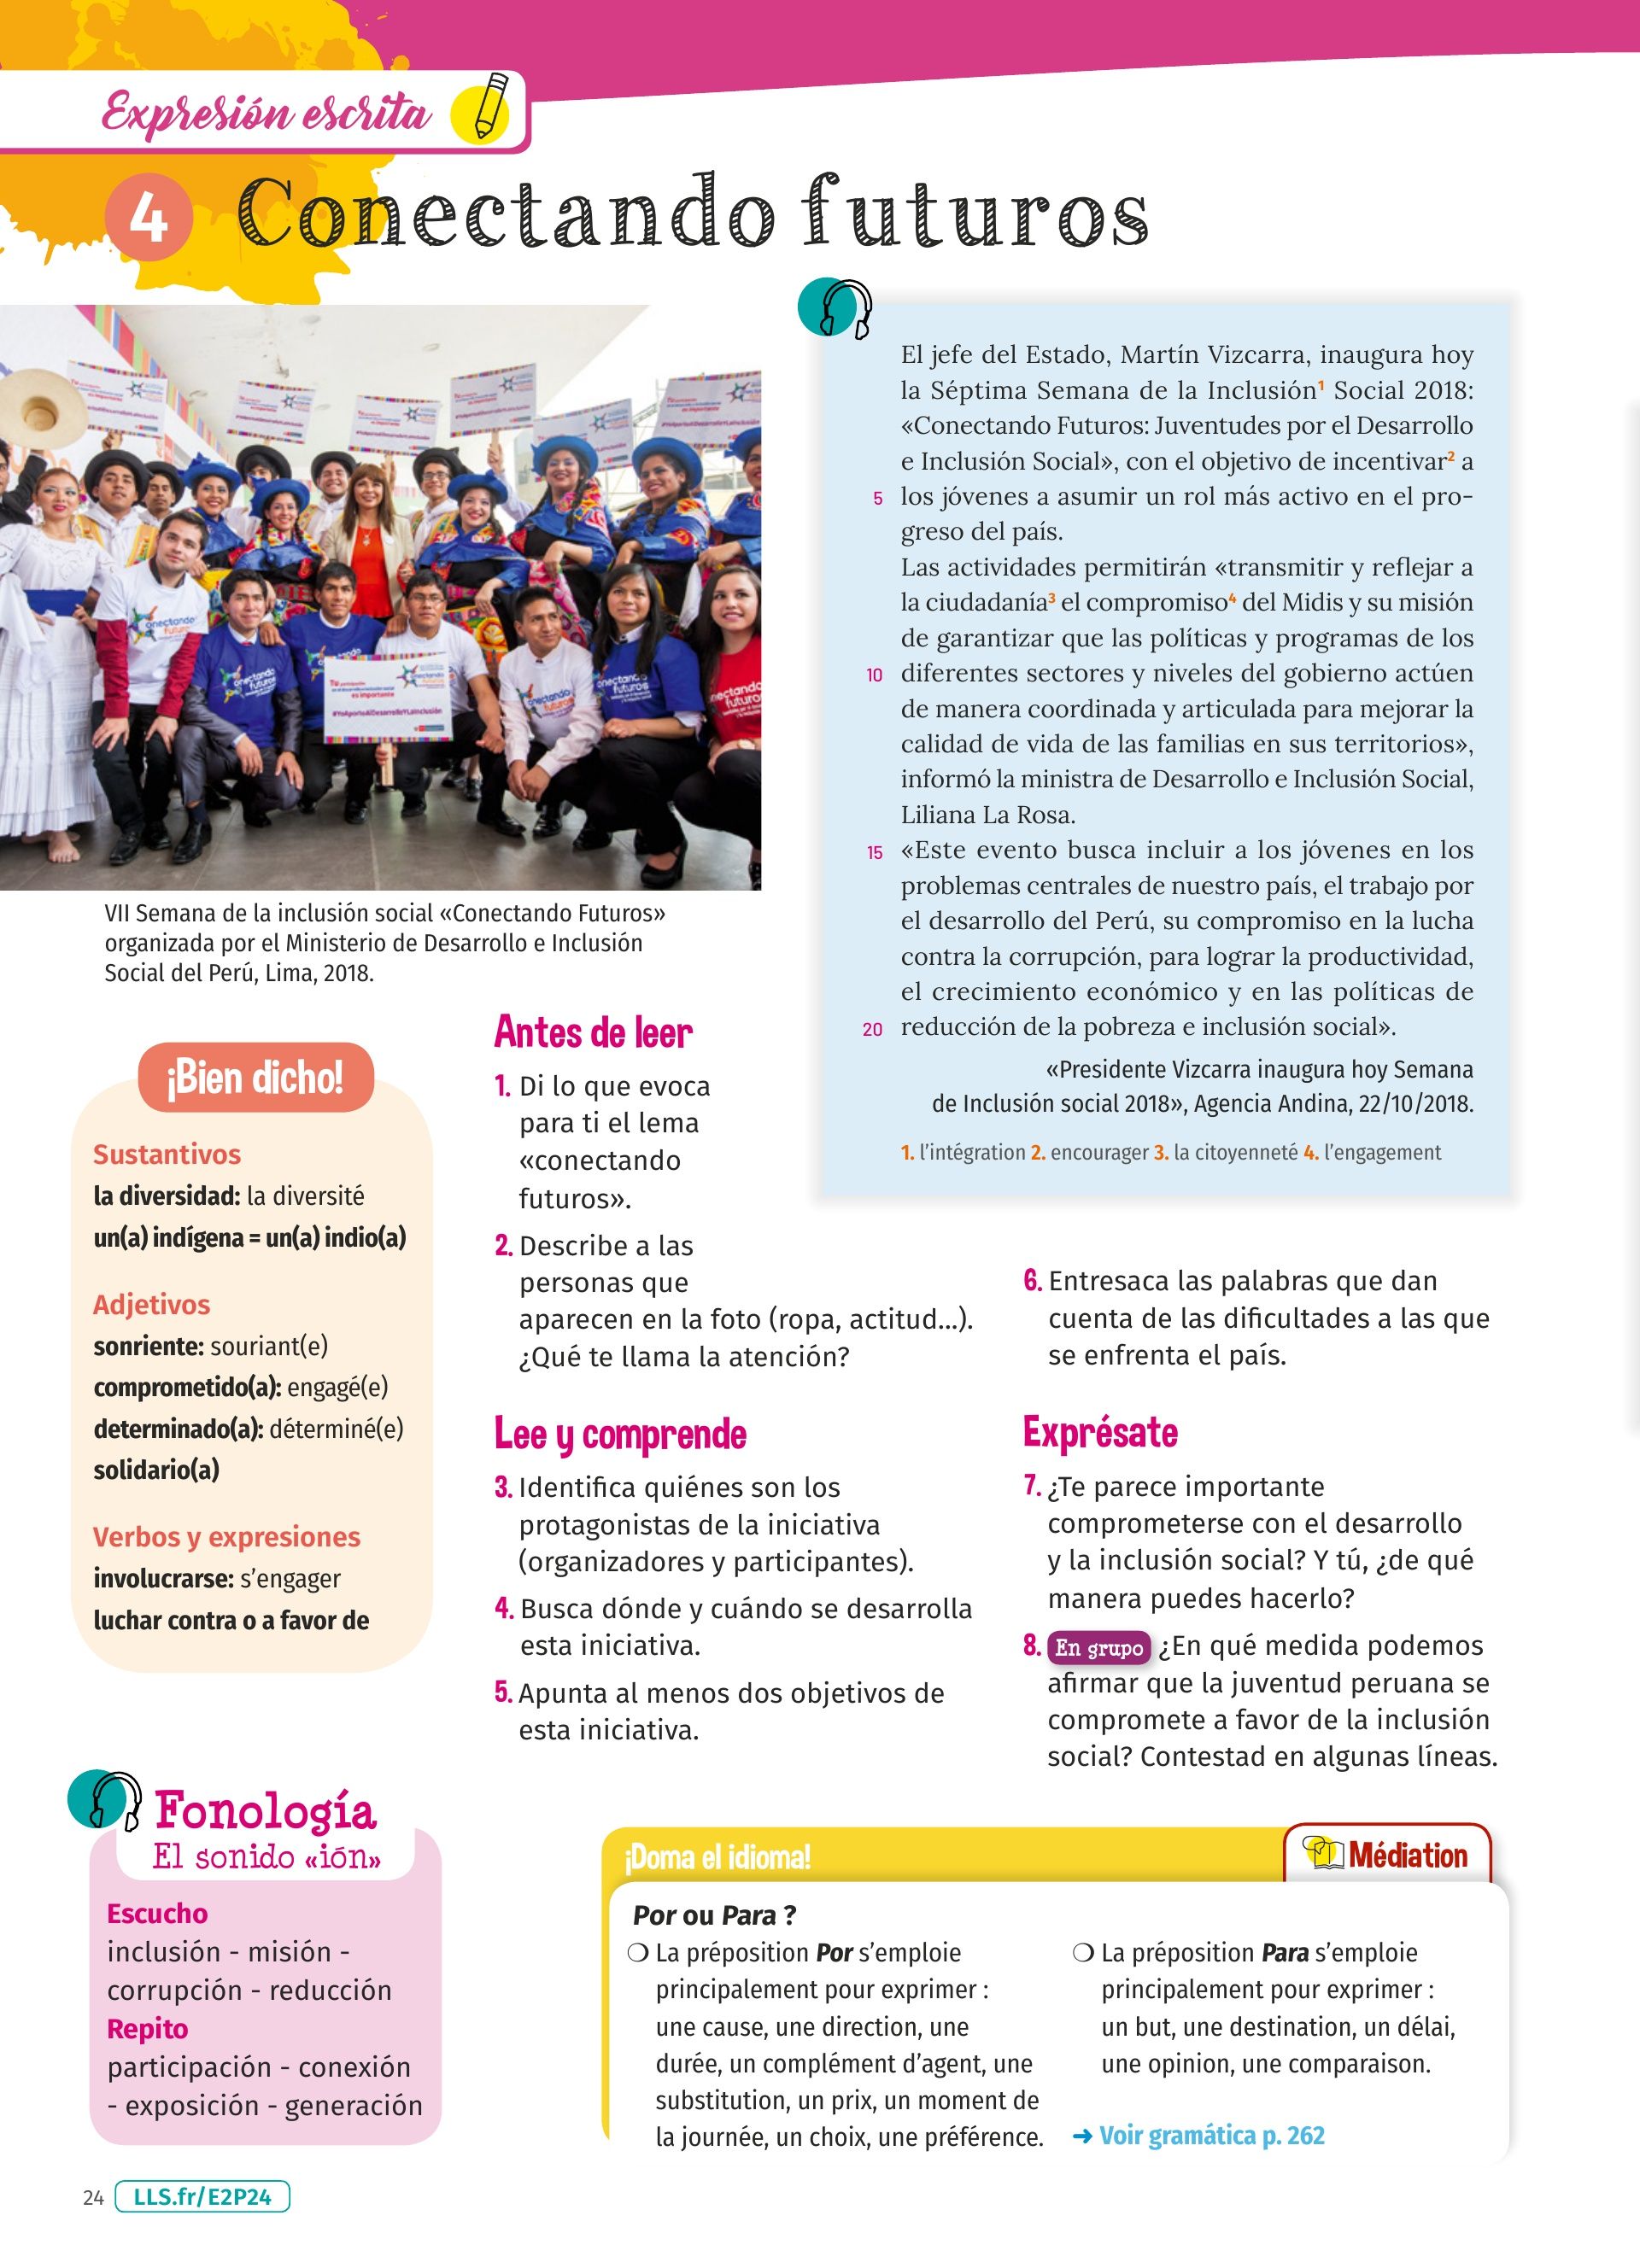 Expresión escrita
4 Conectando futuros
El jefe del Estado, Martín Vizcarra, inaugura hoy
la Séptima Semana de la Inclusión1 Social 2018:
«Conectando Futuros: Juventudes por el Desarrollo
e Inclusión Social», con el objetivo de incentivar2 a
5 los jóvenes a asumir un rol más activo en el pro-
greso del país.
Las actividades permitirán «transmitir y reflejar a
la ciudadanía3 el compromiso4 del Midis y su misión
de garantizar que las políticas y programas de los
10 diferentes sectores y niveles del gobierno actúen
de manera coordinada y articulada para mejorar la
calidad de vida de las familias en sus territorios»,
informó la ministra de Desarrollo e Inclusión Social,
Liliana La Rosa.
15 «Este evento busca incluir a los jóvenes en los
problemas centrales de nuestro país, el trabajo por
el desarrollo del Perú, su compromiso en la lucha
contra la corrupción, para lograr la productividad,
el crecimiento económico y en las políticas de
20 reducción de la pobreza e inclusión social».
«Presidente Vizcarra inaugura hoy Semana
de Inclusión social 2018», Agencia Andina, 22/10/2018.
1. l'intégration 2. encourager 3. la citoyenneté 4. l'engagement
conectando
futuros
Tu participación
es importante
#YoAportoAlDesarrolloYLaInclusión
VII Semana de la inclusión social «Conectando Futuros»
organizada por el Ministerio de Desarrollo e Inclusión
Social del Perú, Lima, 2018.
¡Bien dicho!
Sustantivos
la diversidad: la diversité
un(a) indígena = un(a) indio(a)
Adjetivos
sonriente: souriant(e)
comprometido(a): engagé(e)
determinado(a): déterminé(e)
solidario(a)
Verbos y expresiones
involucrarse: s'engager
luchar contra o a favor de
Antes de leer
1. Di lo que evoca
para ti el lema
«conectando
futuros».
2. Describe a las
personas que
aparecen en la foto (ropa, actitud...).
¿Qué te llama la atención?
Lee y comprende
3. Identifica quiénes son los
protagonistas de la iniciativa
(organizadores y participantes).
4. Busca dónde y cuándo se desarrolla
esta iniciativa.
5. Apunta al menos dos objetivos de
esta iniciativa.
6. Entresaca las palabras que dan
cuenta de las dificultades a las que
se enfrenta el país.
Exprésate
7. ¿Te parece importante
comprometerse con el desarrollo
y la inclusión social? Y tú, ¿de qué
manera puedes hacerlo?
8. En grupo ¿En qué medida podemos
afirmar que la juventud peruana se
compromete a favor de la inclusión
social? Contestad en algunas líneas.
Fonología
El sonido «ión»
Escucho
inclusión - misión -
corrupción - reducción
Repito
participación - conexión
- exposición - generación
¡Doma el idioma!
Médiation
Por ou Para ?
La préposition Por s'emploie
principalement pour exprimer :
une cause, une direction, une
durée, un complément d'agent, une
substitution, un prix, un moment de
la journée, un choix, une préférence.
La préposition Para s'emploie
principalement pour exprimer :
un but, une destination, un délai,
une opinion, une comparaison.
Voir gramática p. 262
24 LLS.fr/E2P24